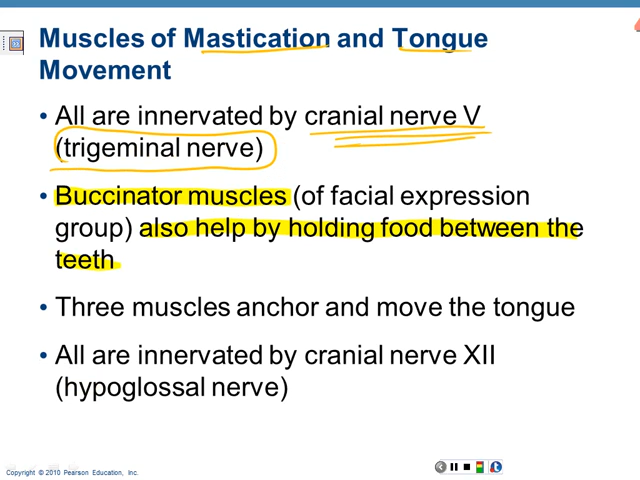 Muscles of Mastication and Tongue
Movement
• All are innervated by cranial nerve V
(trigeminal nerve)
• Buccinator muscles (of facial expression
group) also help by holding food between the
teeth
• Three muscles anchor and move the tongue
• All are innervated by cranial nerve XII
(hypoglossal nerve)
Copyright © 2010 Pearson Education, Inc.